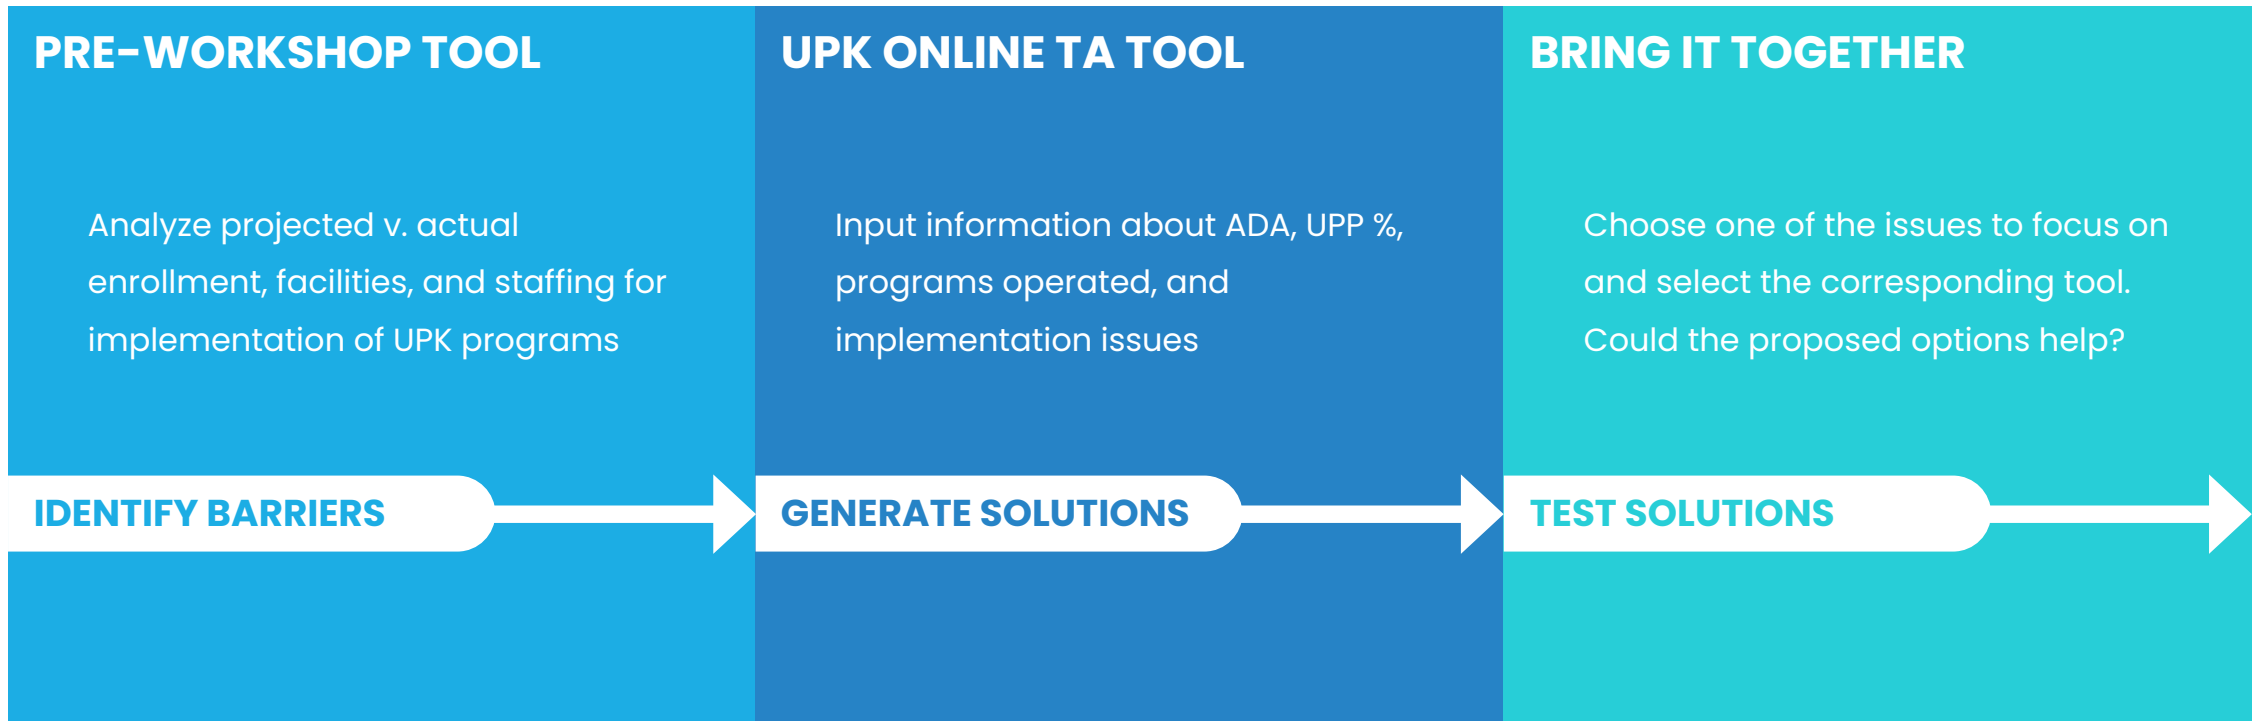 PRE-WORKSHOP TOOL
Analyze projected v. actual
enrollment, facilities, and staffing for
implementation of UPK programs
IDENTIFY BARRIERS
UPK ONLINE TA TOOL
Input information about ADA, UPP %,
programs operated, and
implementation issues
GENERATE SOLUTIONS
BRING IT TOGETHER
Choose one of the issues to focus on
and select the corresponding tool.
Could the proposed options help?
TEST SOLUTIONS